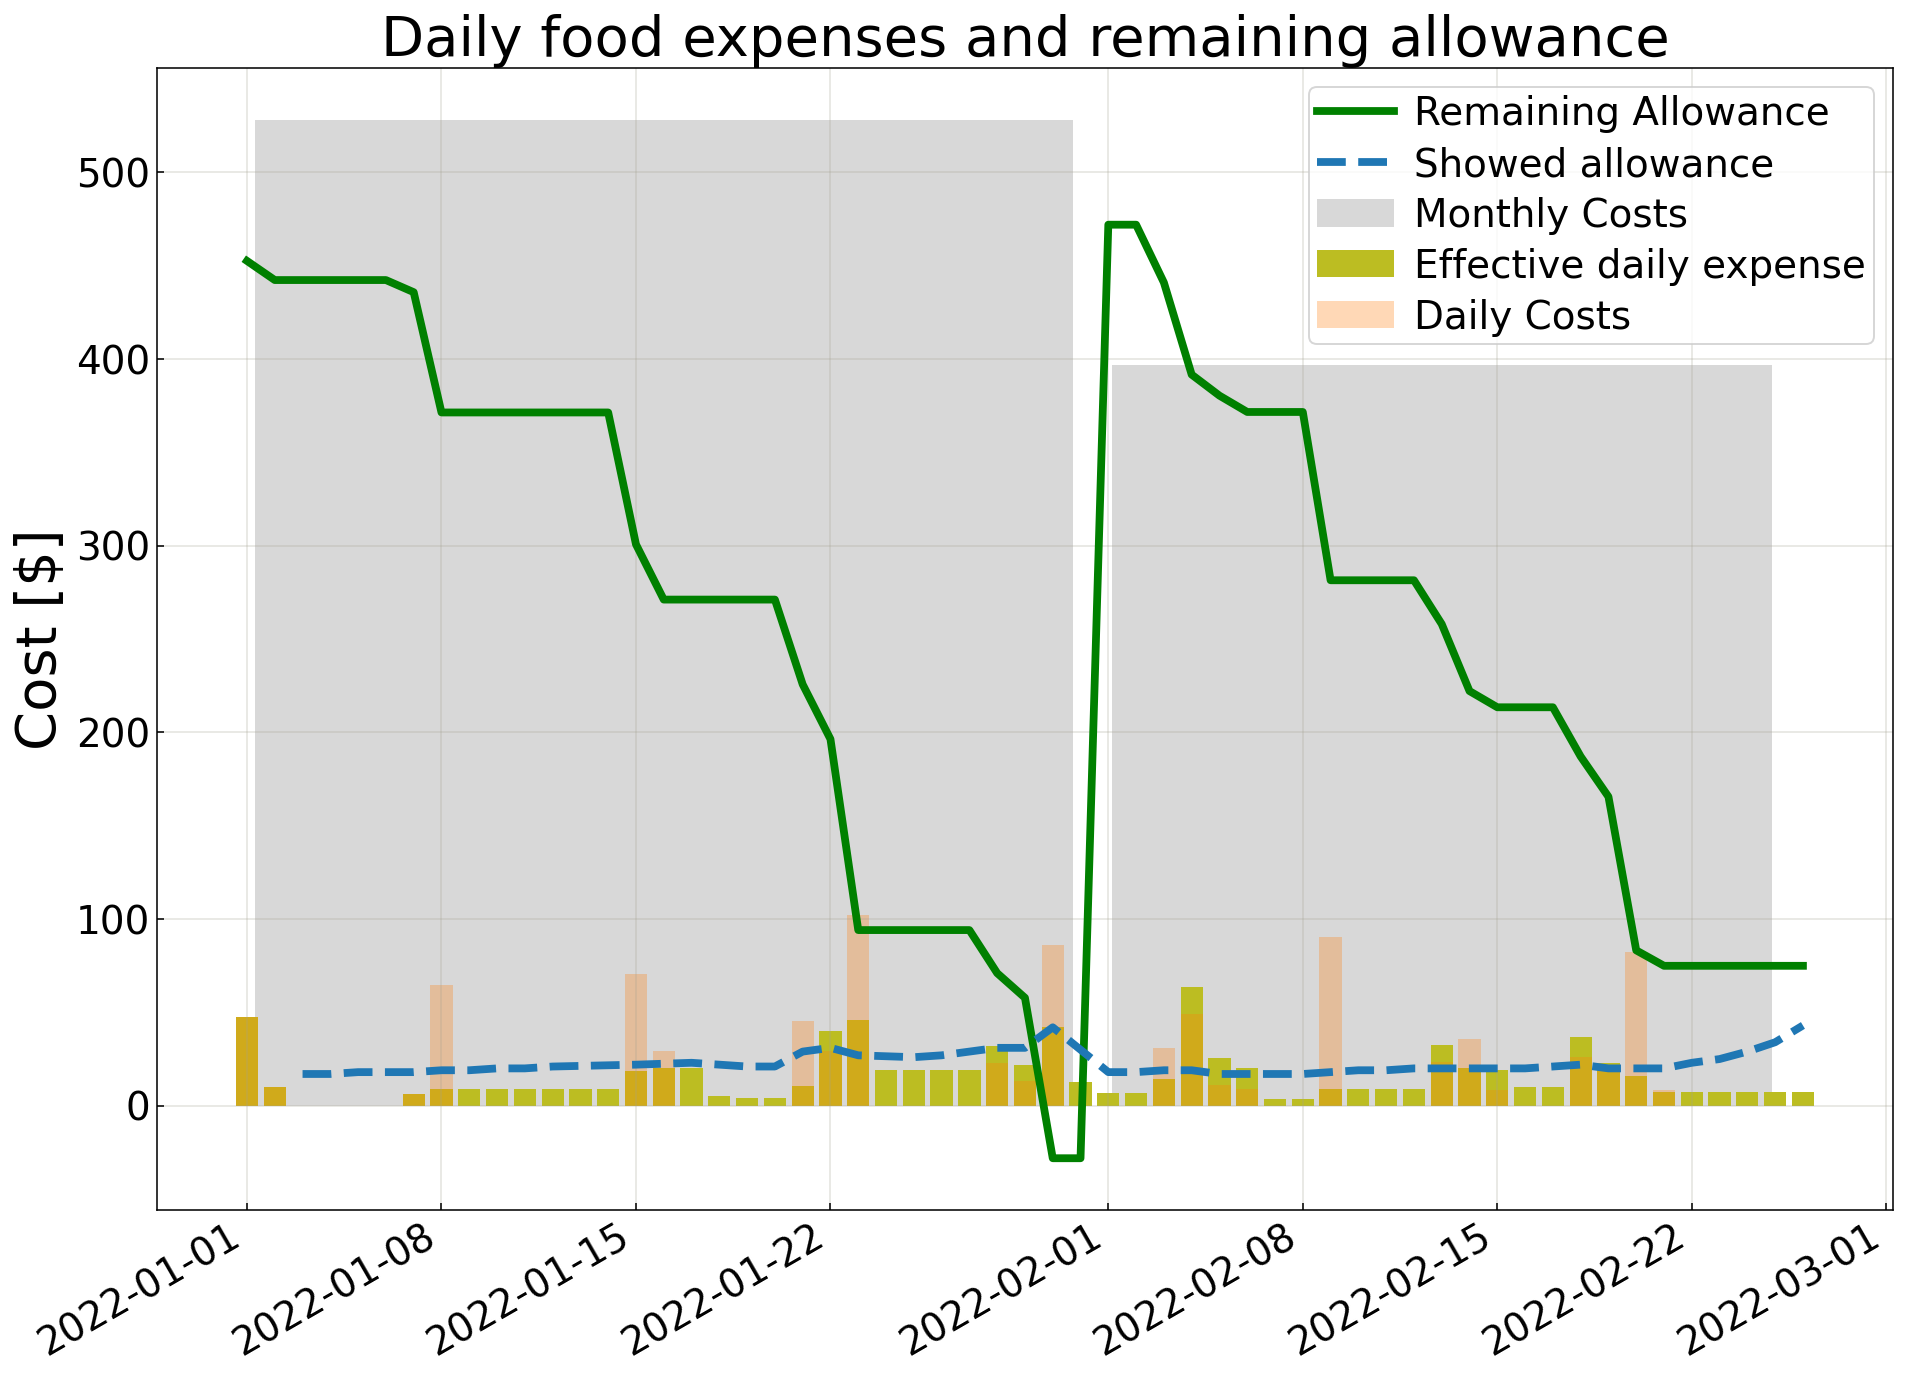 Daily food expenses and remaining allowance
Remaining Allowance
Showed allowance
Monthly Costs
Effective daily expense
Daily Costs
Cost [$]
500
400
300
200
100
0
2022-01-01
2022-01-08
2022-01-15
2022-01-22
2022-02-01
2022-02-08
2022-02-15
2022-02-22
2022-03-01